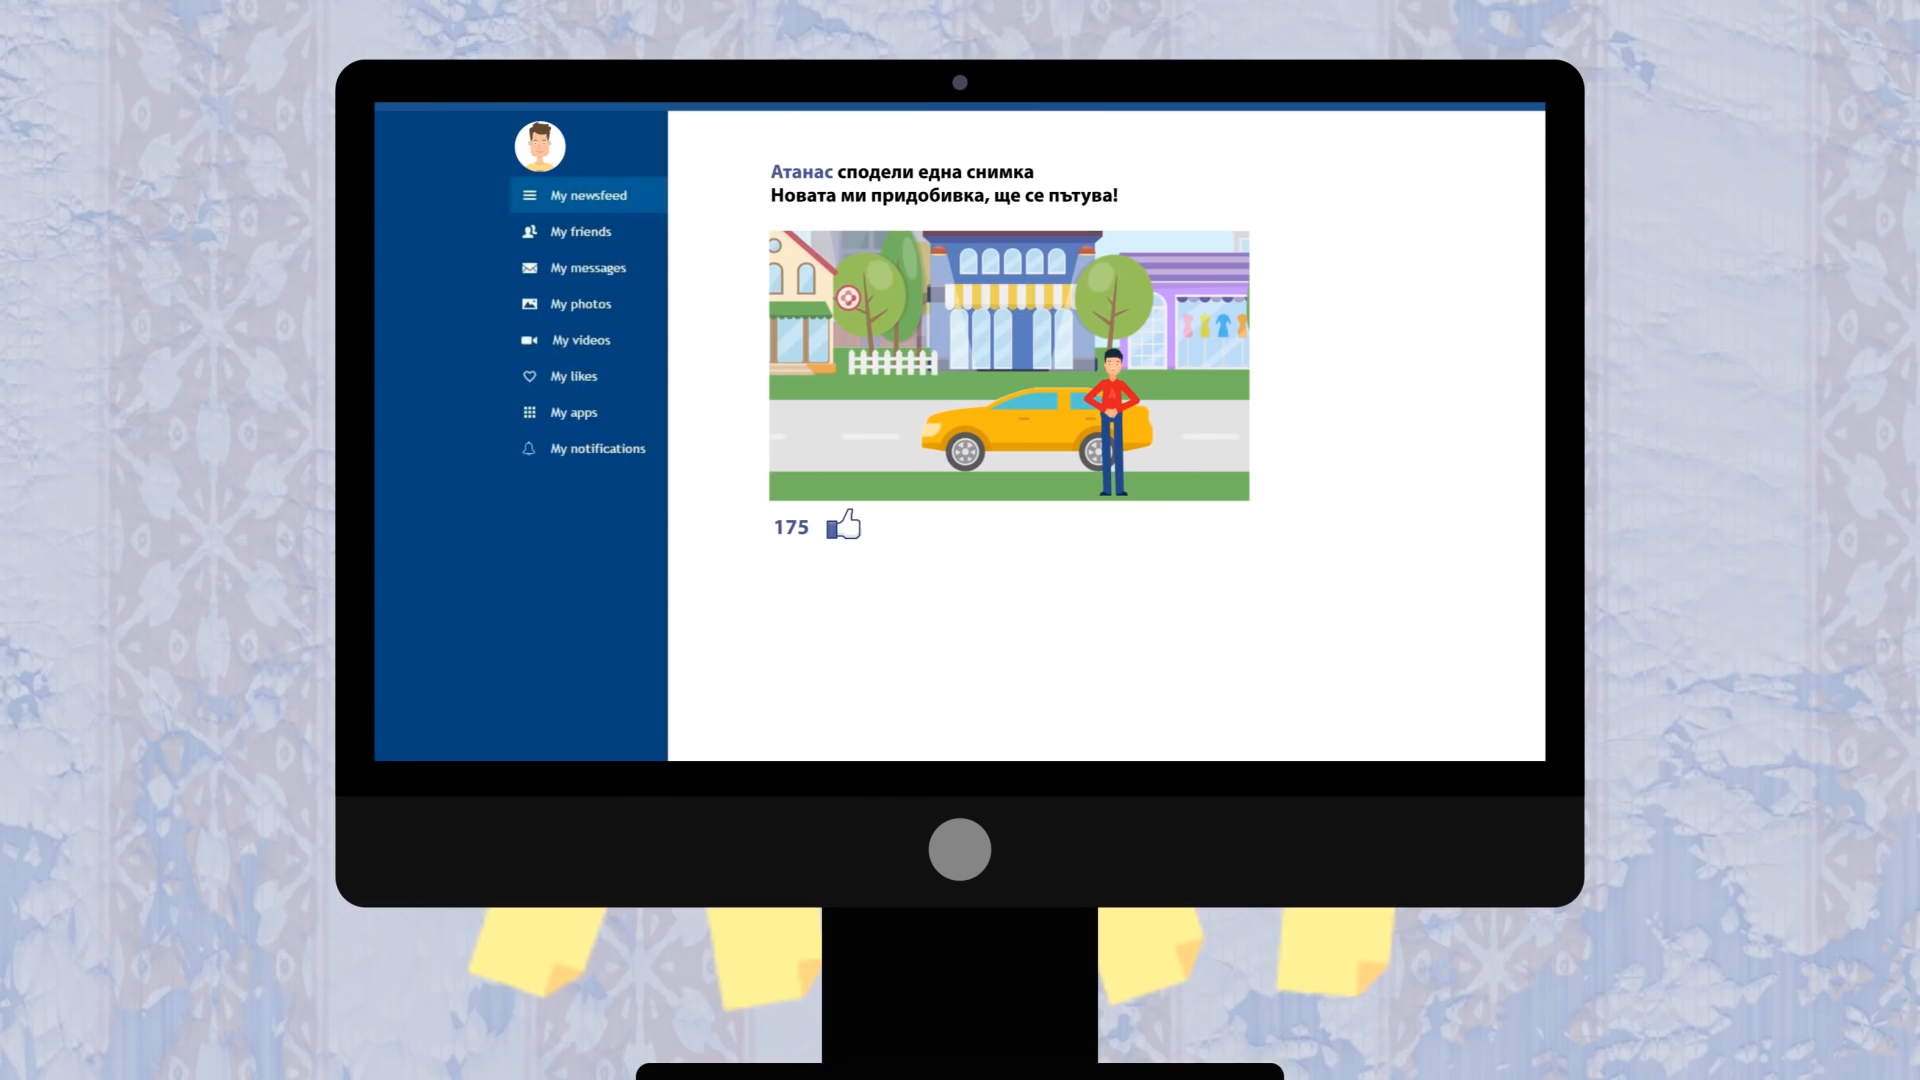 My newsfeed
My friends
My messages
My photos
My videos
My likes
My apps
My notifications
Атанас сподели една снимка
Новата ми придобивка, ще се пътува!
175